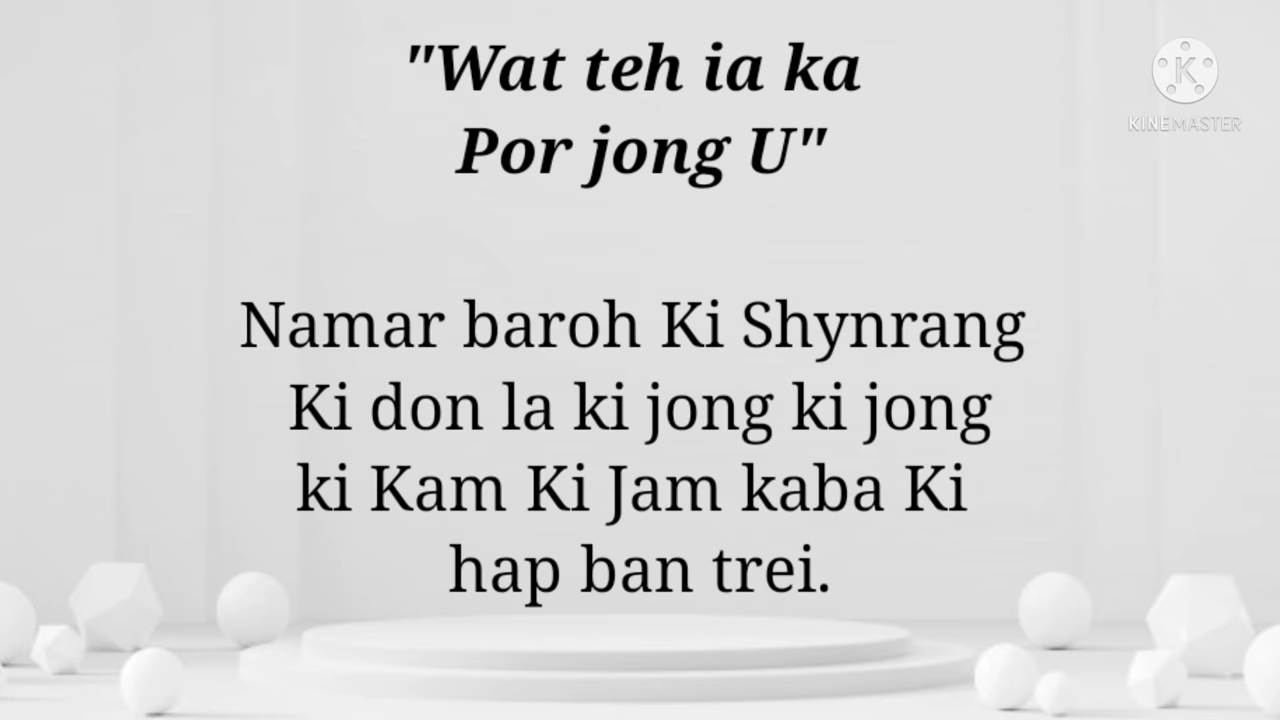 "Wat teh ia ka
Por jong U"
Namar baroh Ki Shynrang
Ki don la ki jong ki jong
ki Kam Ki Jam kaba Ki
hap ban trei.
K
KINEMASTER